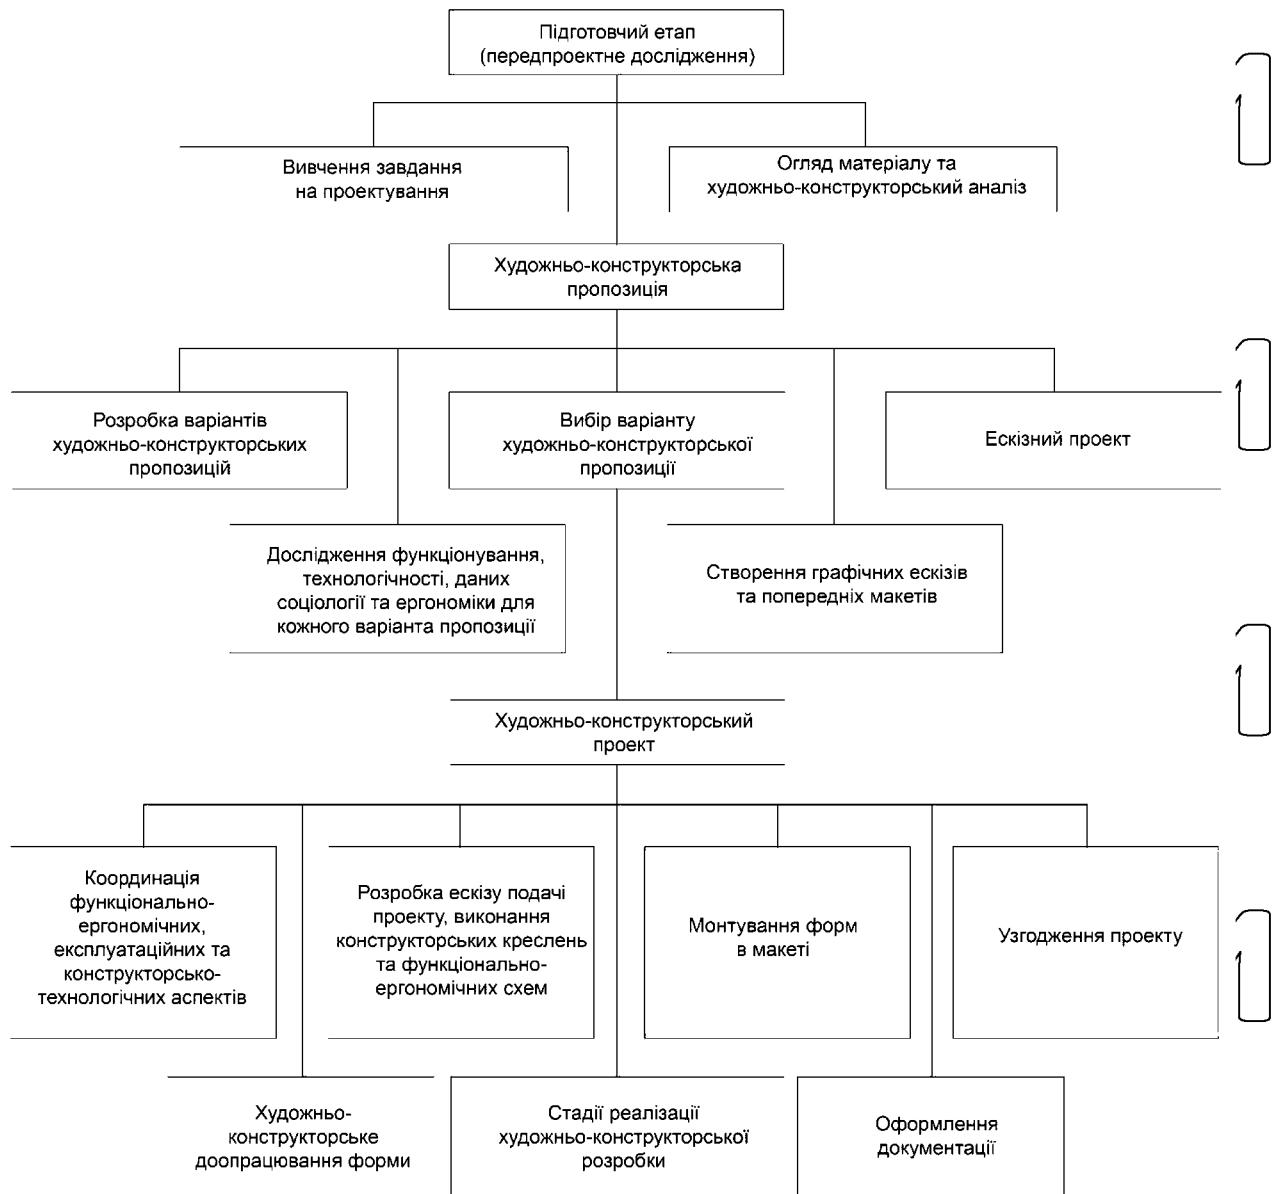 Підготовчий етап
(передпроектне дослідження)
Вивчення завдання
на проектування
Огляд матеріалу та
художньо-конструкторський аналіз
Художньо-конструкторська
пропозиція
Розробка варіантів
художньо-конструкторських
пропозицій
Вибір варіанту
художньо-конструкторської
пропозиції
Ескізний проект
Дослідження функціонування,
технологічності, даних
соціології та ергономіки для
кожного варіанта пропозиції
Створення графічних ескізів
та попередніх макетів
Художньо-конструкторський
проект
Координація
функціонально-
ергономічних,
експлуатаційних та
конструкторсько-
технологічних аспектів
Розробка ескізу подачі
проекту, виконання
конструкторських креслень
та функціонально-
ергономічних схем
Монтування форм
в макеті
Узгодження проекту
Художньо-
конструкторське
доопрацювання форми
Стадії реалізації
художньо-конструкторської
розробки
Оформлення
документації